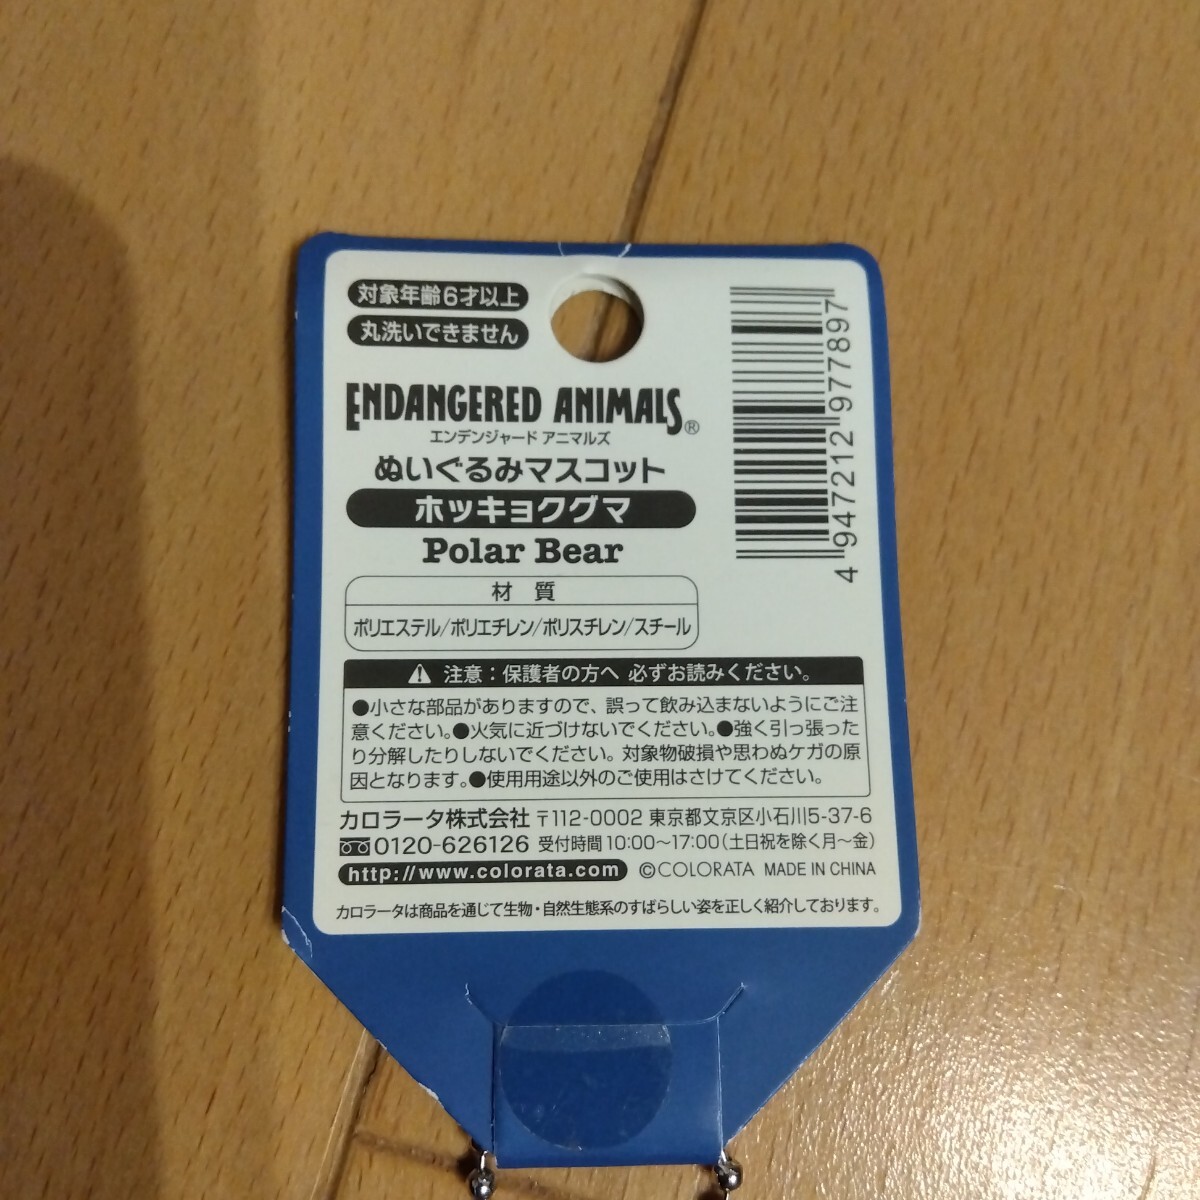 対象年齢6才以上
丸洗いできません
ENDANGERED ANIMALS®
エンデンジャード アニマルズ
ぬいぐるみマスコット
ホッキョクグマ
Polar Bear
材 質
ポリエステル/ポリエチレン/ポリスチレン/スチール
4 947212 977897
注意:保護者の方へ 必ずお読みください。
●小さな部品がありますので、誤って飲み込まないようにご注
意ください。●火気に近づけないでください。●強く引っ張った
り分解したりしないでください。対象物破損や思わぬケガの原
因となります。●使用用途以外のご使用はさけてください。
カロラータ株式会社 〒112-0002 東京都文京区小石川5-37-6
0120-626126 受付時間 10:00〜17:00(土日祝を除く月〜金)
http://www.colorata.com ©COLORATA MADE IN CHINA
カロラータは商品を通じて生物・自然生態系のすばらしい姿を正しく紹介しております。